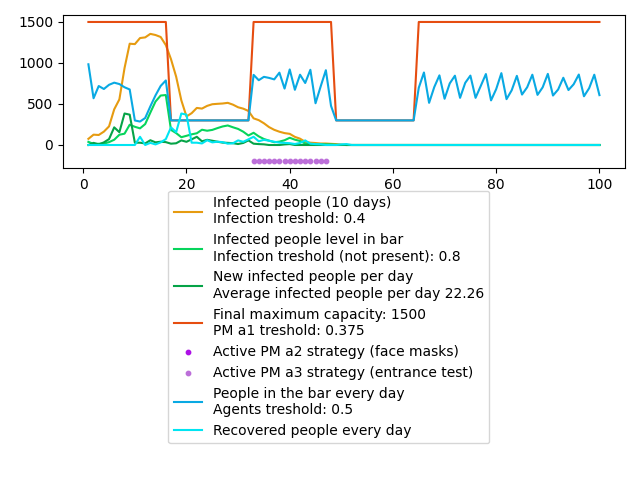 1500
1000
500
0
0
20
40
60
80
100
Infected people (10 days)
Infection treshold: 0.4
Infected people level in bar
Infection treshold (not present): 0.8
New infected people per day
Average infected people per day 22.26
Final maximum capacity: 1500
PM a1 treshold: 0.375
Active PM a2 strategy (face masks)
Active PM a3 strategy (entrance test)
People in the bar every day
Agents treshold: 0.5
Recovered people every day